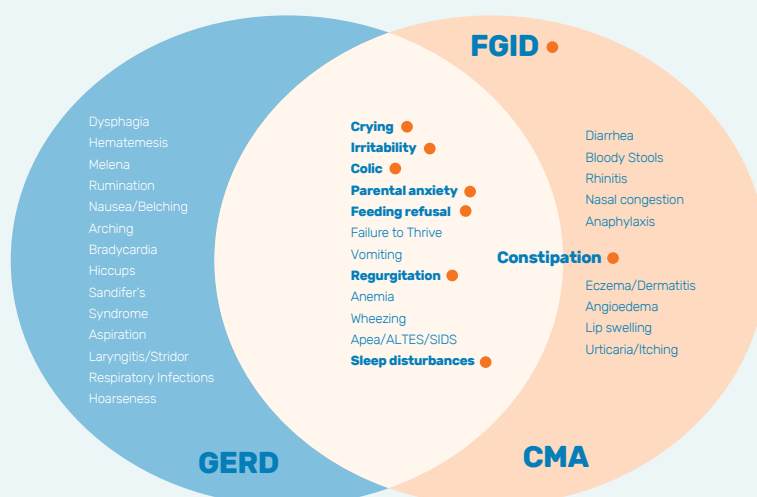 FGID
Dysphagia
Hematemesis
Melena
Rumination
Nausea/Belching
Arching
Bradycardia
Hiccups
Sandifer's
Syndrome
Aspiration
Laryngitis/Stridor
Respiratory Infections
Hoarseness
GERD
Crying
Irritability
Colic
Parental anxiety
Feeding refusal
Failure to Thrive
Vomiting
Regurgitation
Anemia
Wheezing
Apea/ALTES/SIDS
Sleep disturbances
Diarrhea
Bloody Stools
Rhinitis
Nasal congestion
Anaphylaxis
Constipation
Eczema/Dermatitis
Angioedema
Lip swelling
Urticaria/Itching
CMA